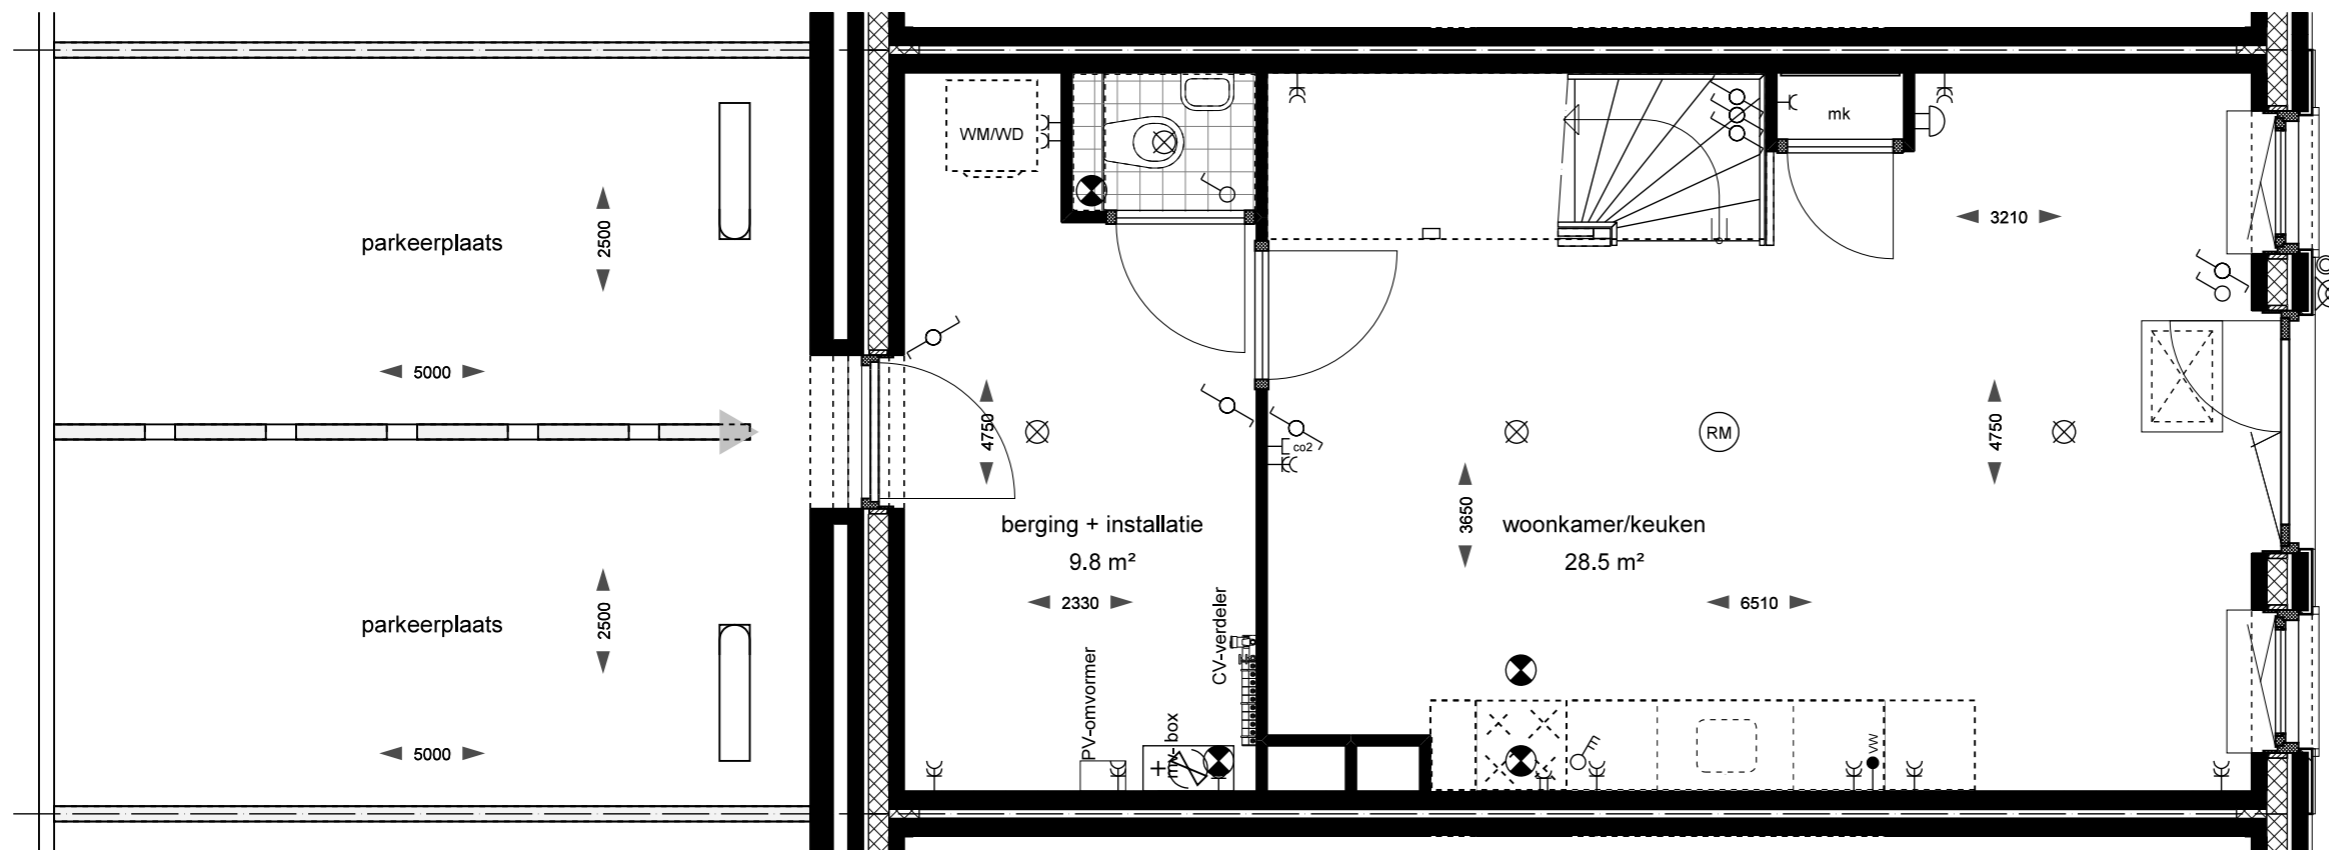 parkeerplaats
2500
5000
parkeerplaats
2500
5000
WM/WD
4750
berging + installatie
9.8 m²
2330
CV-verdeler
PV-omvormer
mv-box
mk
3210
RM
co2
4750
3650
woonkamer/keuken
28.5 m²
6510
vw